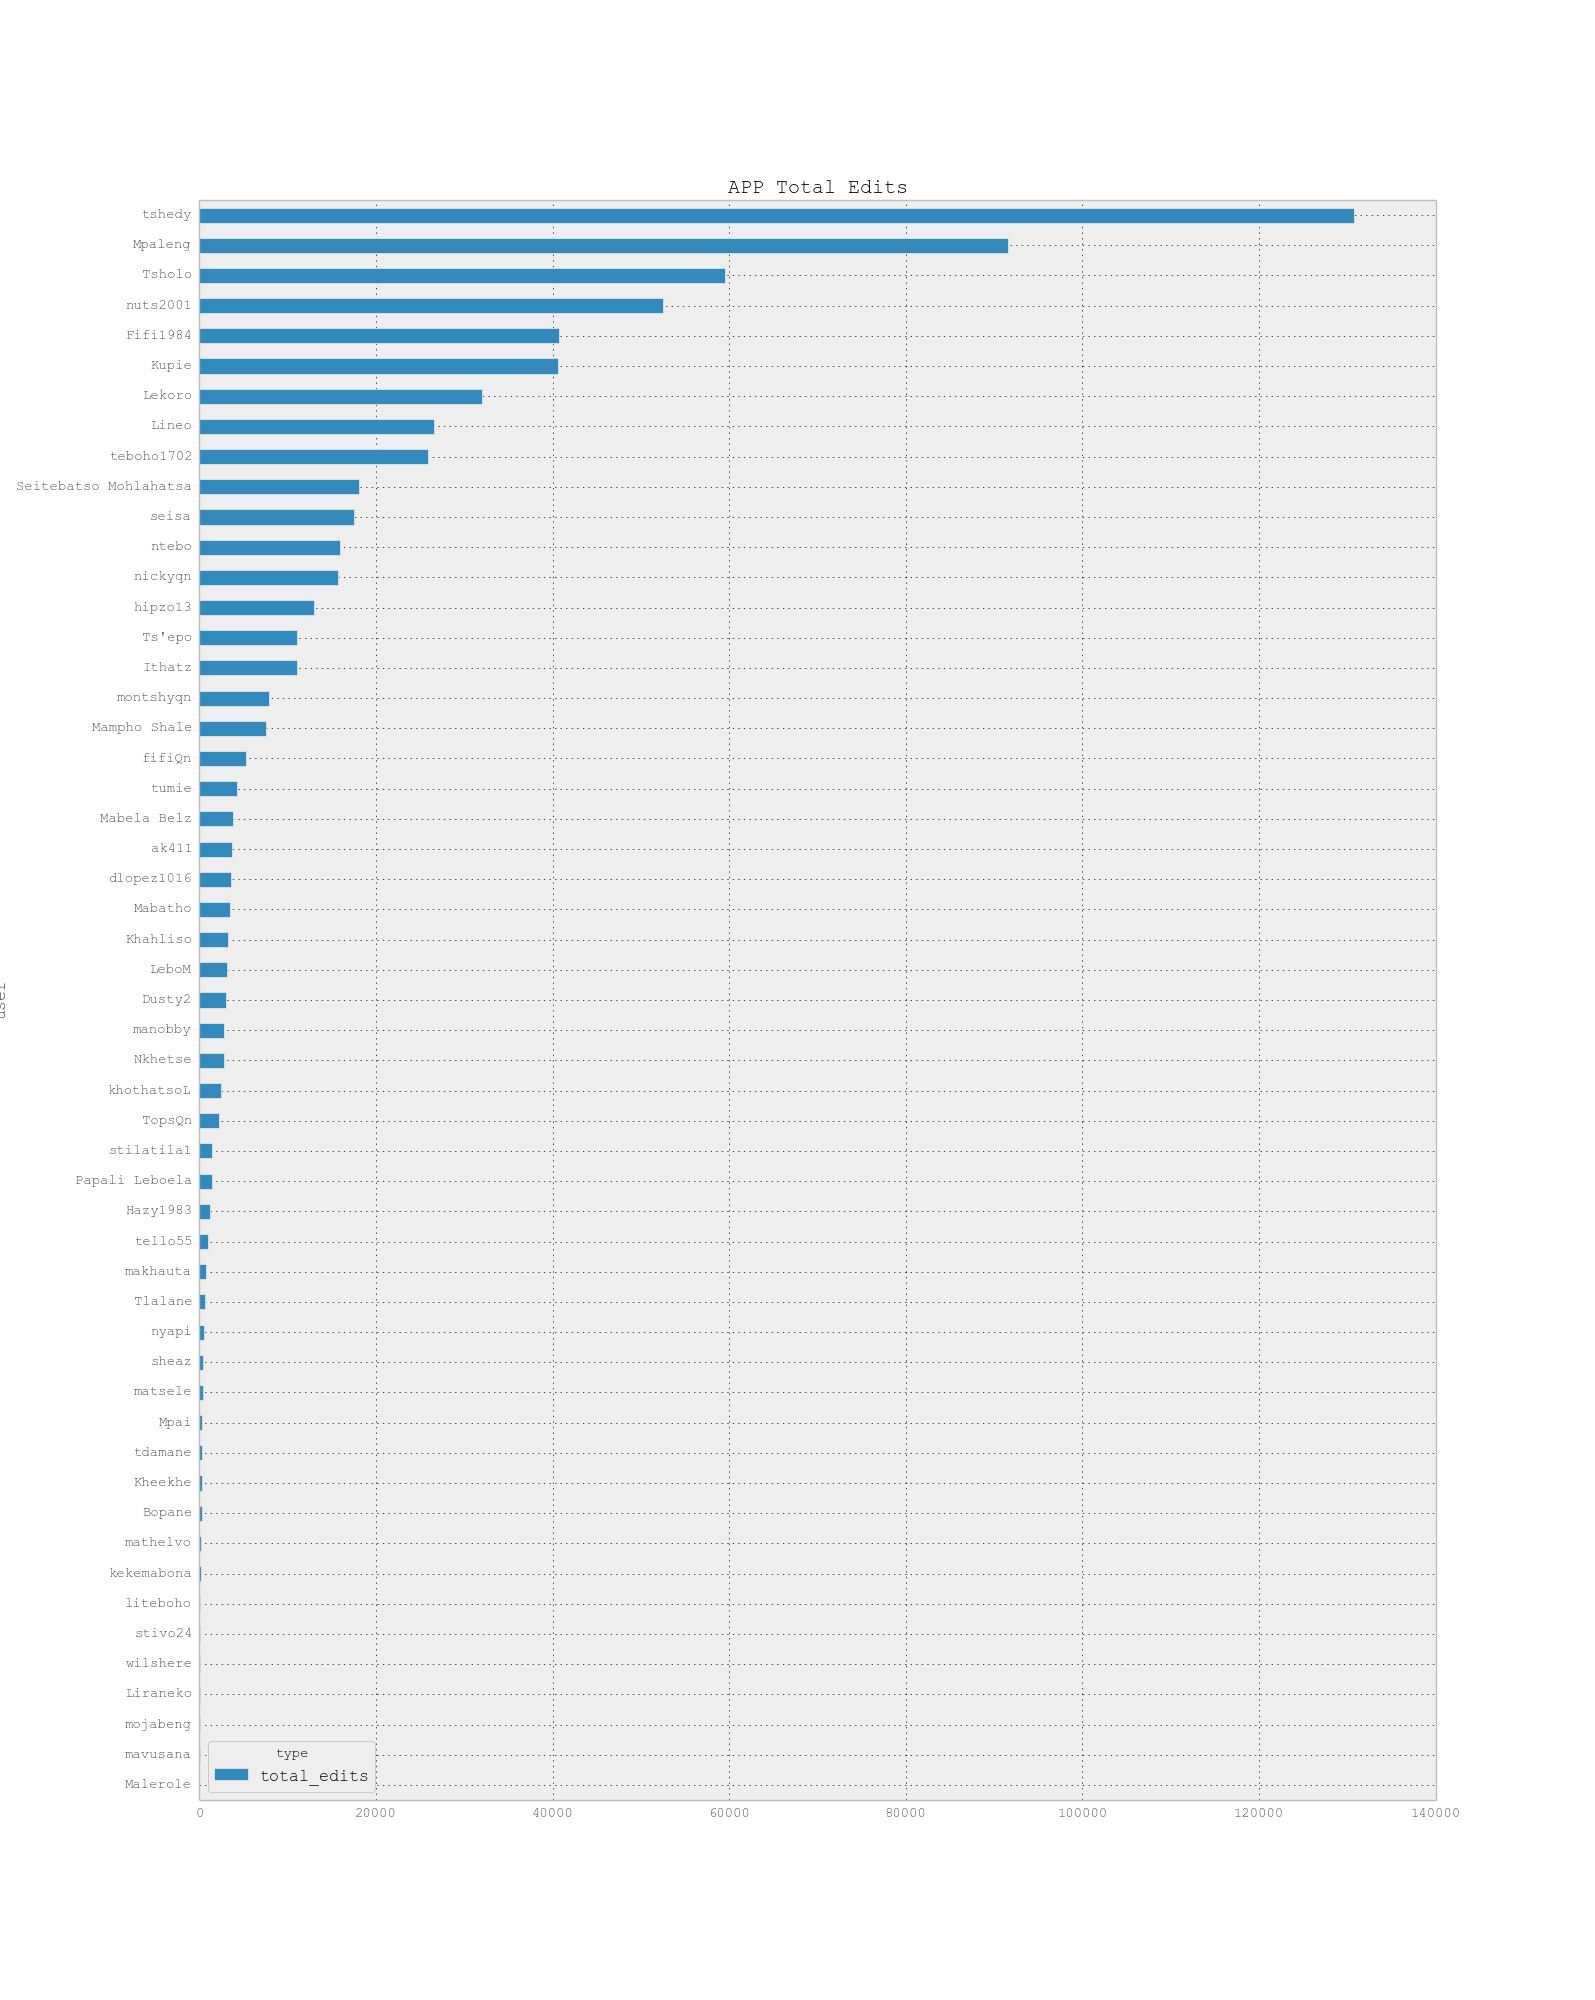 APP Total Edits
tshedy
Mpaleng
Tsholo
nuts2001
Fifi1984
Kupie
Lekoro
Lineo
teboho1702
Seitebatso Mohlahatsa
seisa
ntebo
nickyqn
hipzo13
Ts'epo
Ithatz
montshyqn
Mampho Shale
fifiQn
tumie
Mabela Belz
ak411
dlopez1016
Mabatho
Khahliso
LeboM
Dusty2
manobby
Nkhetse
khothatsoL
TopsQn
stilatila1
Papali Leboela
Hazy1983
tello55
makhauta
Tlalane
nyapi
sheaz
matsele
Mpai
tdamane
Kheekhe
Bopane
mathelvo
kekemabona
liteboho
stivo24
wilshere
Liraneko
mojabeng
mavusana
Malerole
user
type
total_edits
0 20000 40000 60000 80000 100000 120000 140000